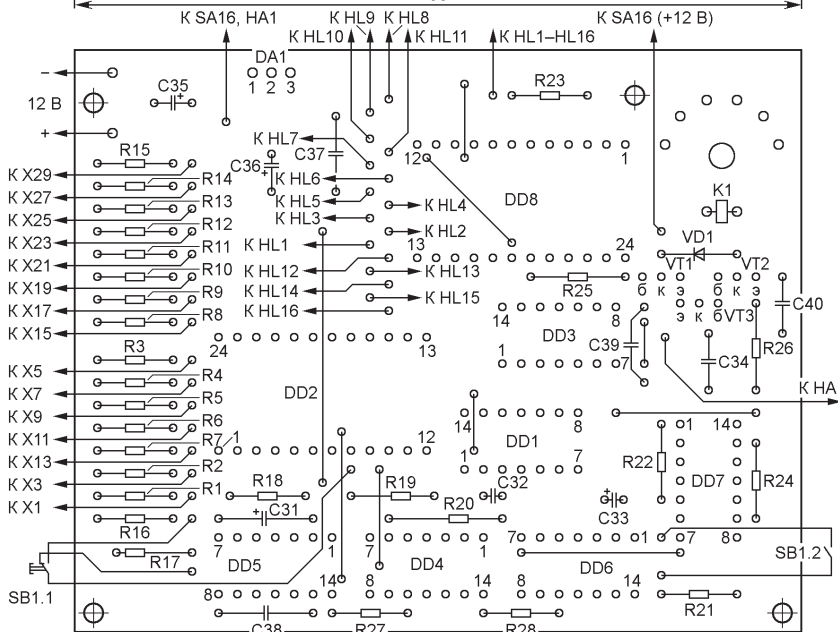 К SA16, HA1
К HL9
К HL8
К SA16 (+12 В)
К HL10
К HL11
К HL1–HL16
DA1
1 2 3
–
12 В
+
C35
+
R23
R15
К HL7
C36
+
C37
12
1
К X29
R14
К HL6
К X27
R13
К HL5
К HL4
DD8
K1
К X25
R12
К HL3
К X23
К HL2
R11
К HL1
13
24
VD1
К X21
R10
К HL12
К HL13
VT1
VT2
К X19
R9
К HL14
R25
б к э
б к э
К X17
R8
К HL15
C40
К HL16
14
8
э к б
VT3
К X15
DD3
C39
R3
24
13
1
7
C34
R26
К X5
R4
К HA
К X7
R5
DD2
К X9
R6
14
8
1
14
К X11
R7
1
12
DD1
К X13
R2
1
7
R22
DD7
R24
К X3
R18
R19
C32
R1
К X1
+
C31
R20
+
C33
R16
7
1
7
1
7
1
7
8
R17
DD5
DD4
DD6
SB1.2
SB1.1
8
14
8
14
8
14
R21
C38
R27
R28